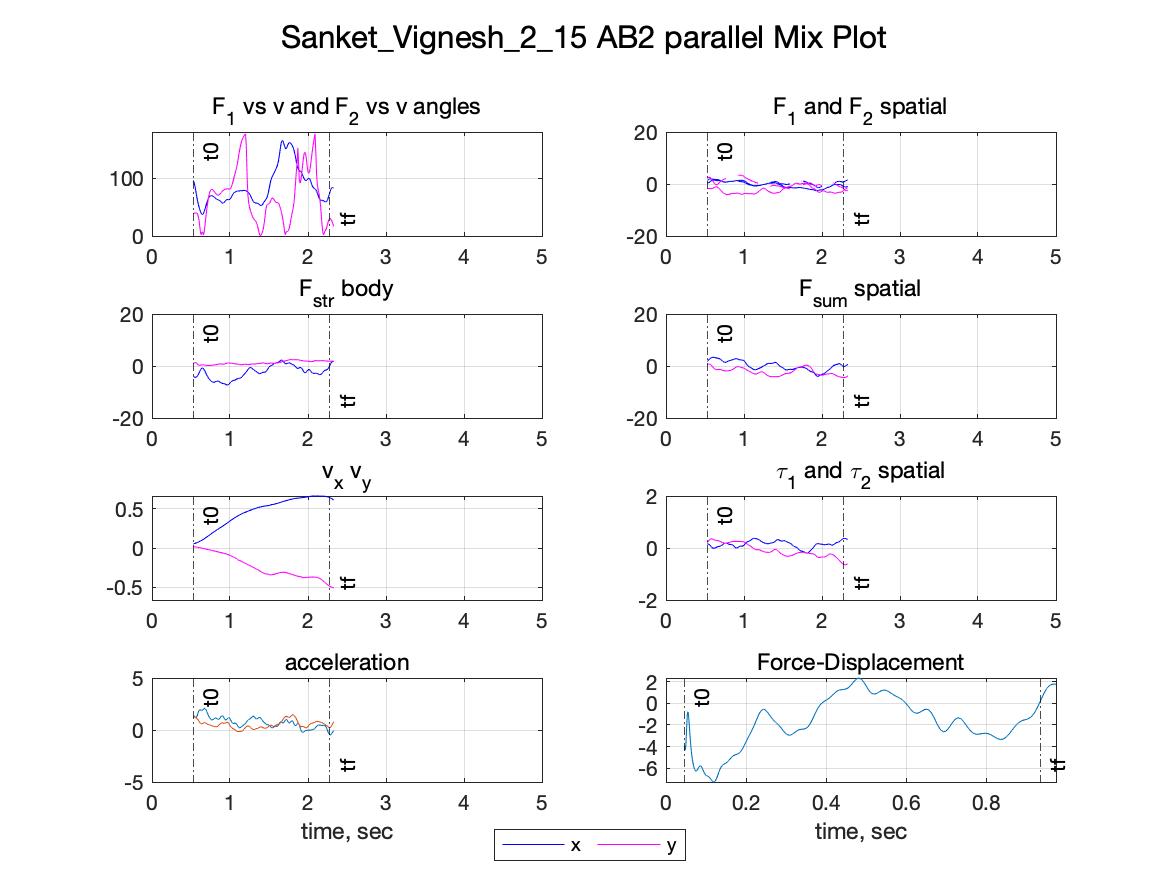 Sanket_Vignesh_2_15 AB2 parallel Mix Plot
F1 vs v and F2 vs v angles
100
0
t0
tf
0 1 2 3 4 5
F1 and F2 spatial
20
0
-20
t0
tf
0 1 2 3 4 5
Fstr body
20
0
-20
t0
tf
0 1 2 3 4 5
Fsum spatial
20
0
-20
t0
tf
0 1 2 3 4 5
vx vy
0.5
0
-0.5
t0
tf
0 1 2 3 4 5
τ1 and τ2 spatial
2
0
-2
t0
tf
0 1 2 3 4 5
acceleration
5
0
-5
t0
tf
0 1 2 3 4 5
time, sec
Force-Displacement
2
0
-2
-4
-6
t0
tf
0 0.2 0.4 0.6 0.8
time, sec
x y